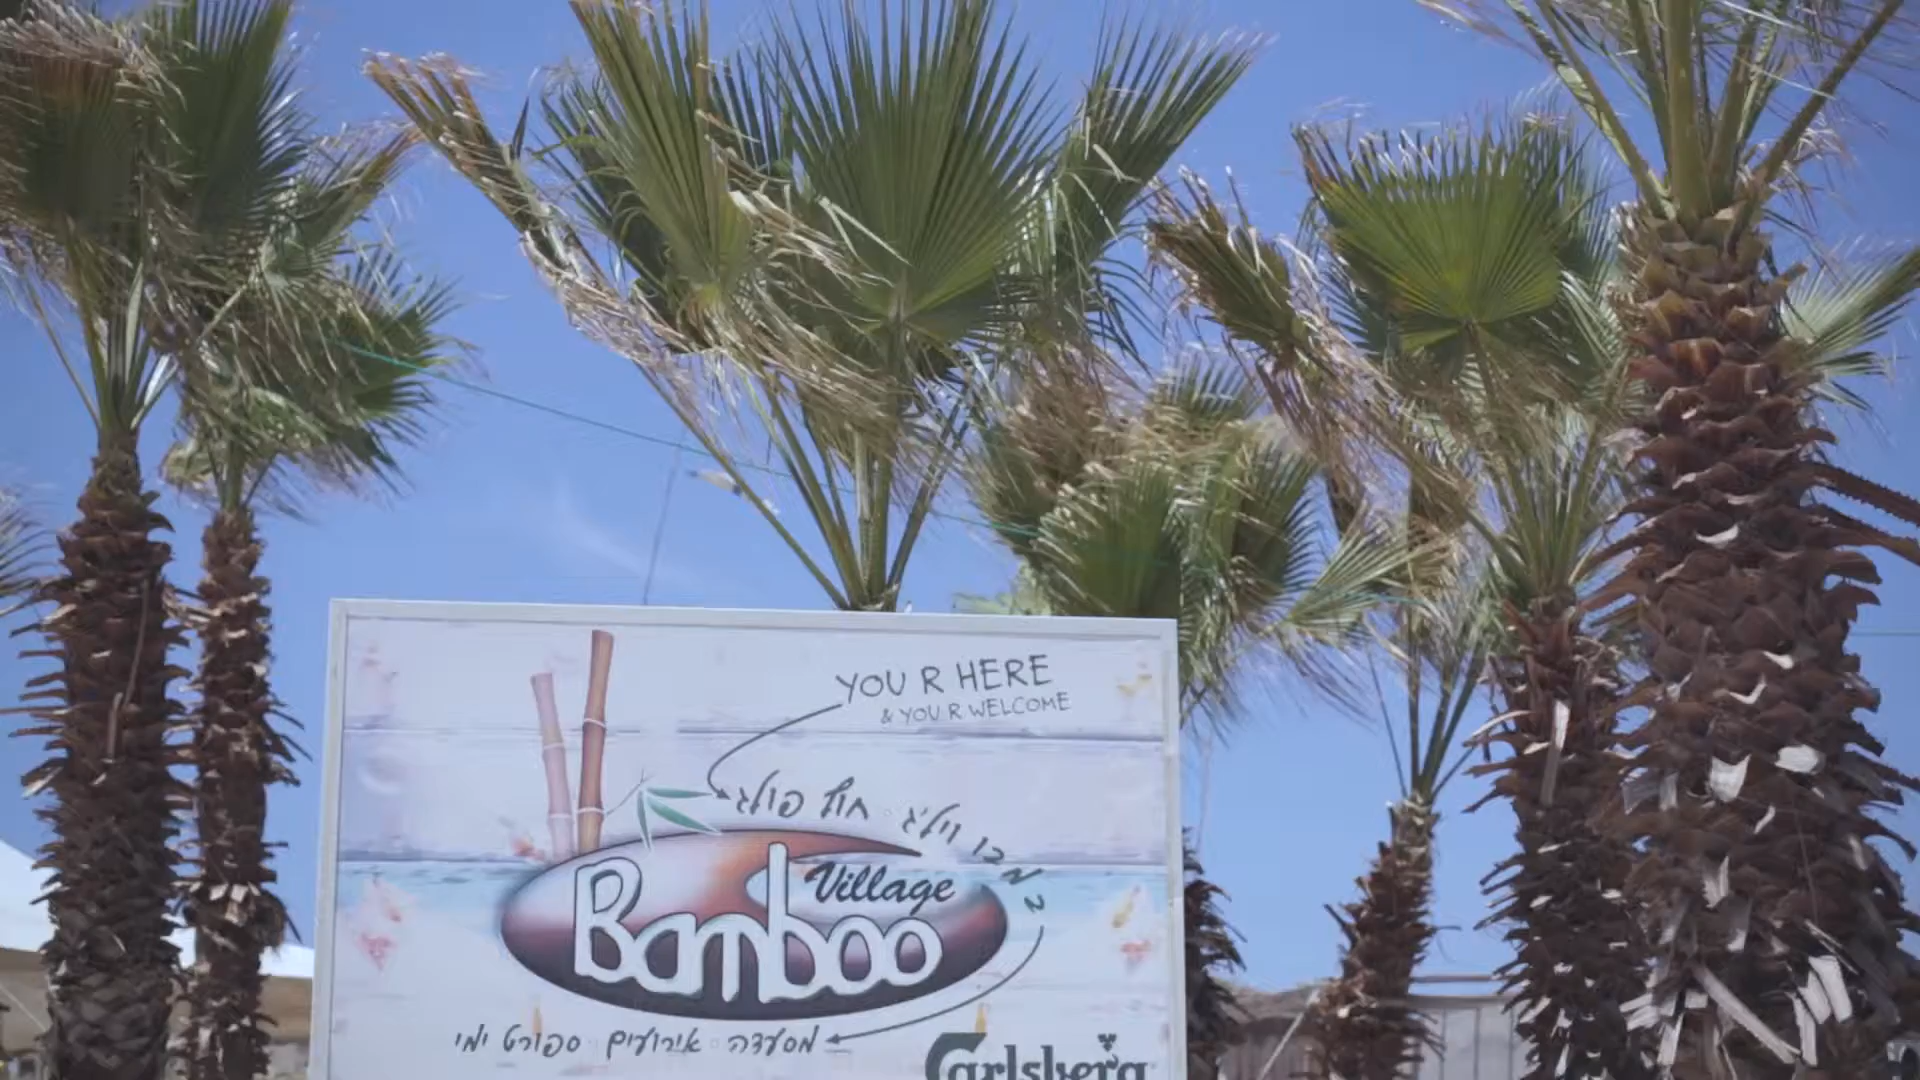 YOU R HERE
& YOU R WELCOME
במבו וילג' · חוף פולג
Village
Bamboo
מסעדה · אירועים · ספורט ימי
Carlsberg